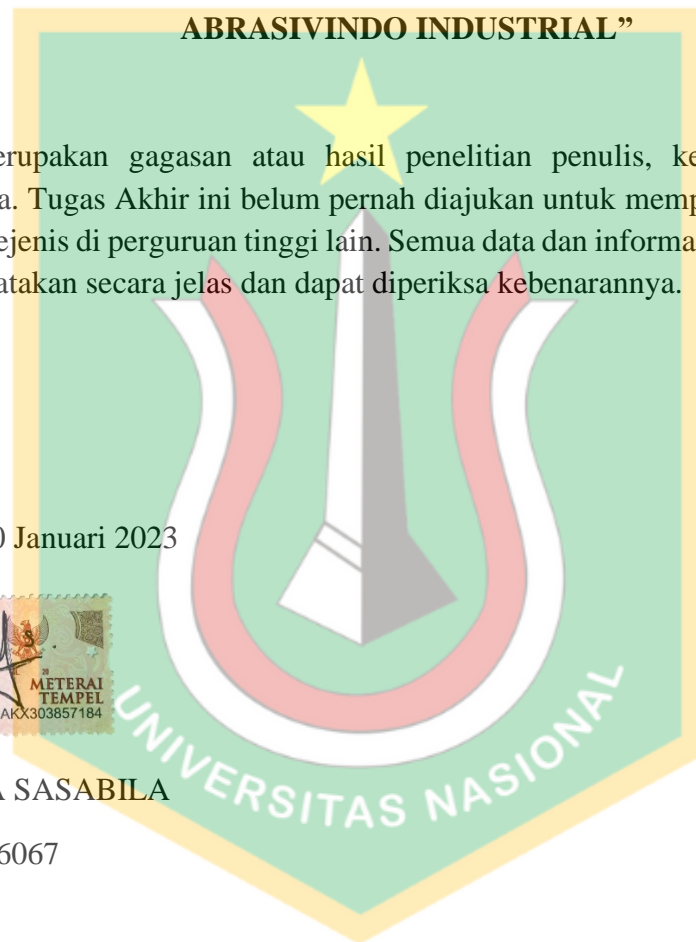 ABRASIVINDO INDUSTRIAL”
erupakan gagasan atau hasil penelitian penulis, ke
a. Tugas Akhir ini belum pernah diajukan untuk memp
ejenis di perguruan tinggi lain. Semua data dan informa
atakan secara jelas dan dapat diperiksa kebenarannya.
0 Januari 2023
METERAI
TEMPEL
AKX303857184
A SASABILA
6067
UNIVERSITAS NASIONAL